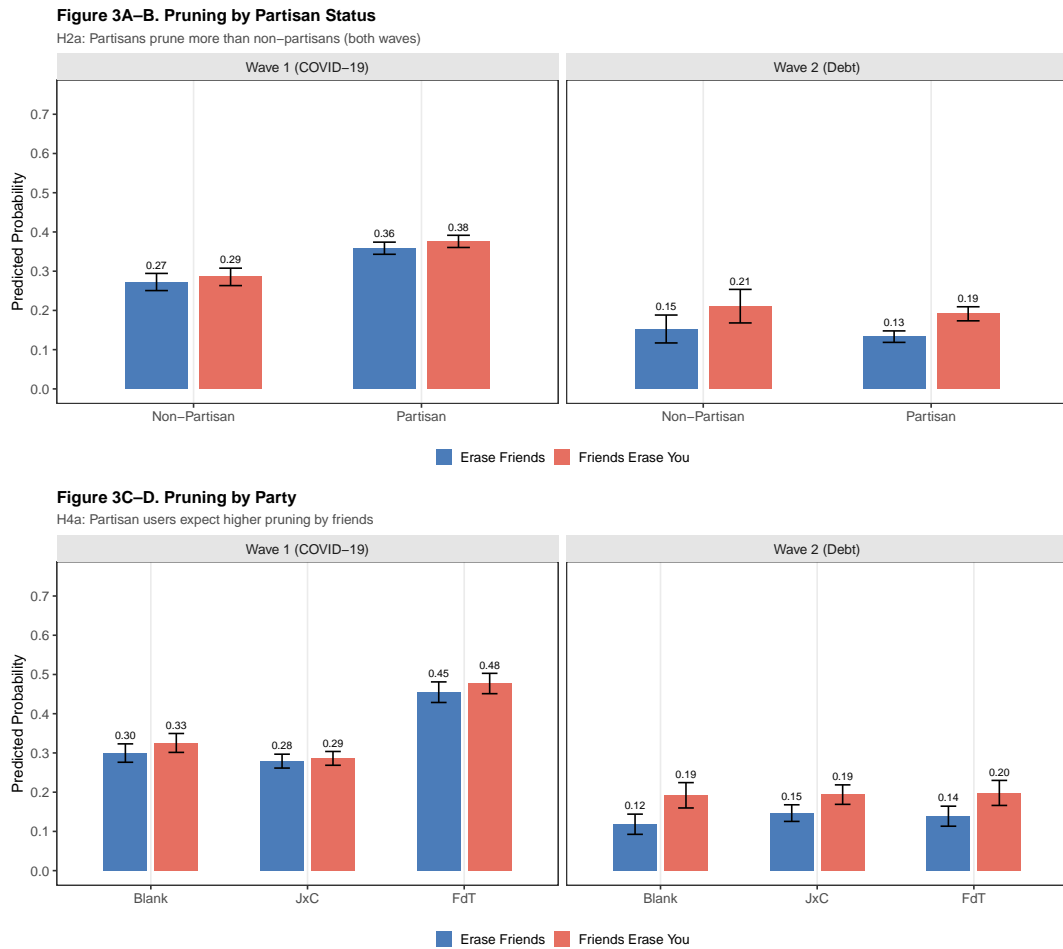 Figure 3A–B. Pruning by Partisan Status
H2a: Partisans prune more than non−partisans (both waves)
Wave 1 (COVID−19)
Wave 2 (Debt)
Predicted Probability
0.7
0.6
0.5
0.4
0.3
0.2
0.1
0.0
0.27
0.29
0.36
0.38
0.15
0.21
0.13
0.19
Non−Partisan
Partisan
Non−Partisan
Partisan
Erase Friends
Friends Erase You
Figure 3C–D. Pruning by Party
H4a: Partisan users expect higher pruning by friends
Wave 1 (COVID−19)
Wave 2 (Debt)
Predicted Probability
0.7
0.6
0.5
0.4
0.3
0.2
0.1
0.0
0.30
0.33
0.28
0.29
0.45
0.48
0.12
0.19
0.15
0.19
0.14
0.20
Blank
JxC
FdT
Blank
JxC
FdT
Erase Friends
Friends Erase You